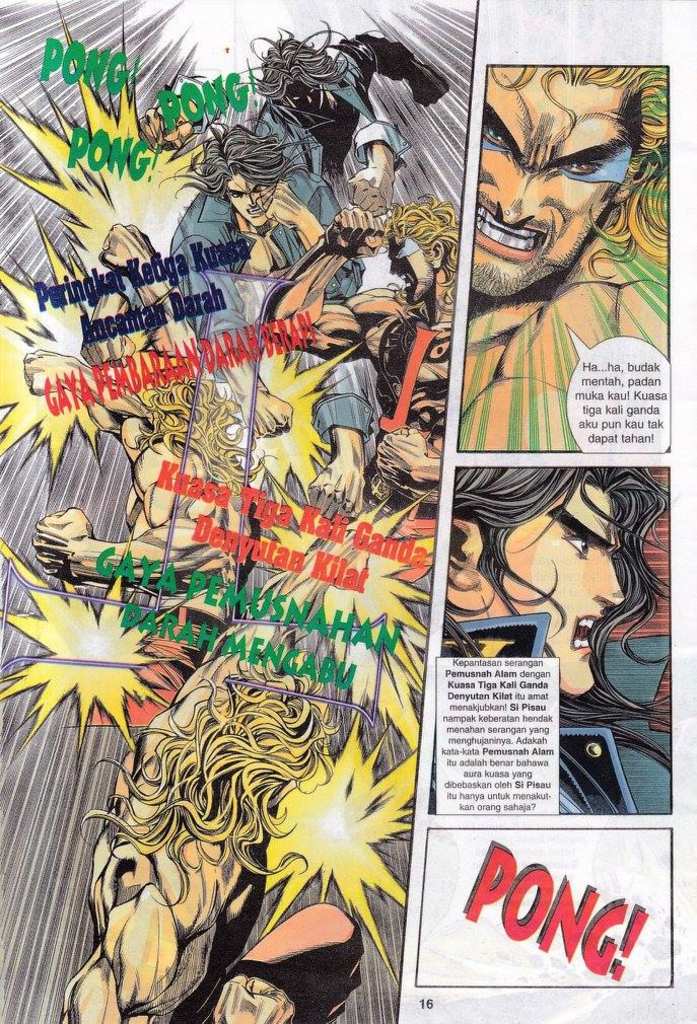 PONG!
PONG!
PONG!
Peringkat Ketiga Kuasa
Ancaman Darah
GAYA PEMBARAAN DARAH DERAP!
Kuasa Tiga Kali Ganda
Denyutan Kilat
GAYA PEMUSNAHAN
DARAH MENGABU
Ha...ha, budak
mentah, padan
muka kau! Kuasa
tiga kali ganda
aku pun kau tak
dapat tahan!
Kepantasan serangan
Pemusnah Alam dengan
Kuasa Tiga Kali Ganda
Denyutan Kilat itu amat
menakjubkan! Si Pisau
nampak keberatan hendak
menahan serangan yang
menghujaninya. Adakah
kata-kata Pemusnah Alam
itu adalah benar bahawa
aura kuasa yang
dibebaskan oleh Si Pisau
itu hanya untuk menakut-
kan orang sahaja?
PONG!
16